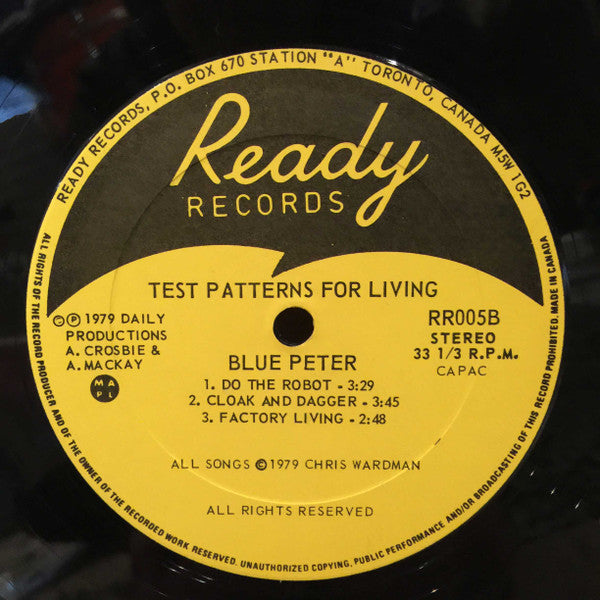 READY RECORDS, P.O. BOX 670 STATION "A" TORONTO, CANADA M5W 1G2
Ready
RECORDS
TEST PATTERNS FOR LIVING
©℗ 1979 DAILY
PRODUCTIONS
A. CROSBIE &
A. MACKAY
MAPL
RR005B
STEREO
33 1/3 R.P.M.
CAPAC
BLUE PETER
1. DO THE ROBOT - 3:29
2. CLOAK AND DAGGER - 3:45
3. FACTORY LIVING - 2:48
ALL SONGS ©1979 CHRIS WARDMAN
ALL RIGHTS RESERVED
ALL RIGHTS OF THE RECORD PRODUCER AND OF THE OWNER OF THE RECORDED WORK RESERVED. UNAUTHORIZED COPYING, PUBLIC PERFORMANCE AND/OR BROADCASTING OF THIS RECORD PROHIBITED. MADE IN CANADA